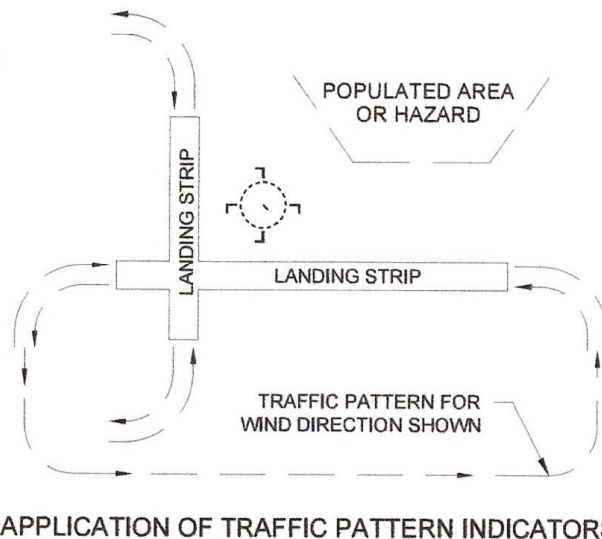 POPULATED AREA
OR HAZARD
LANDING STRIP
LANDING STRIP
TRAFFIC PATTERN FOR
WIND DIRECTION SHOWN
APPLICATION OF TRAFFIC PATTERN INDICATORS